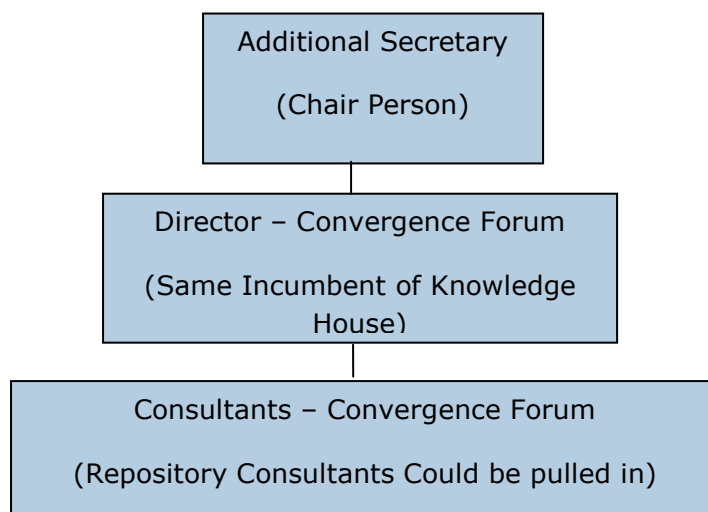 Additional Secretary
(Chair Person)
Director – Convergence Forum
(Same Incumbent of Knowledge
House)
Consultants – Convergence Forum
(Repository Consultants Could be pulled in)